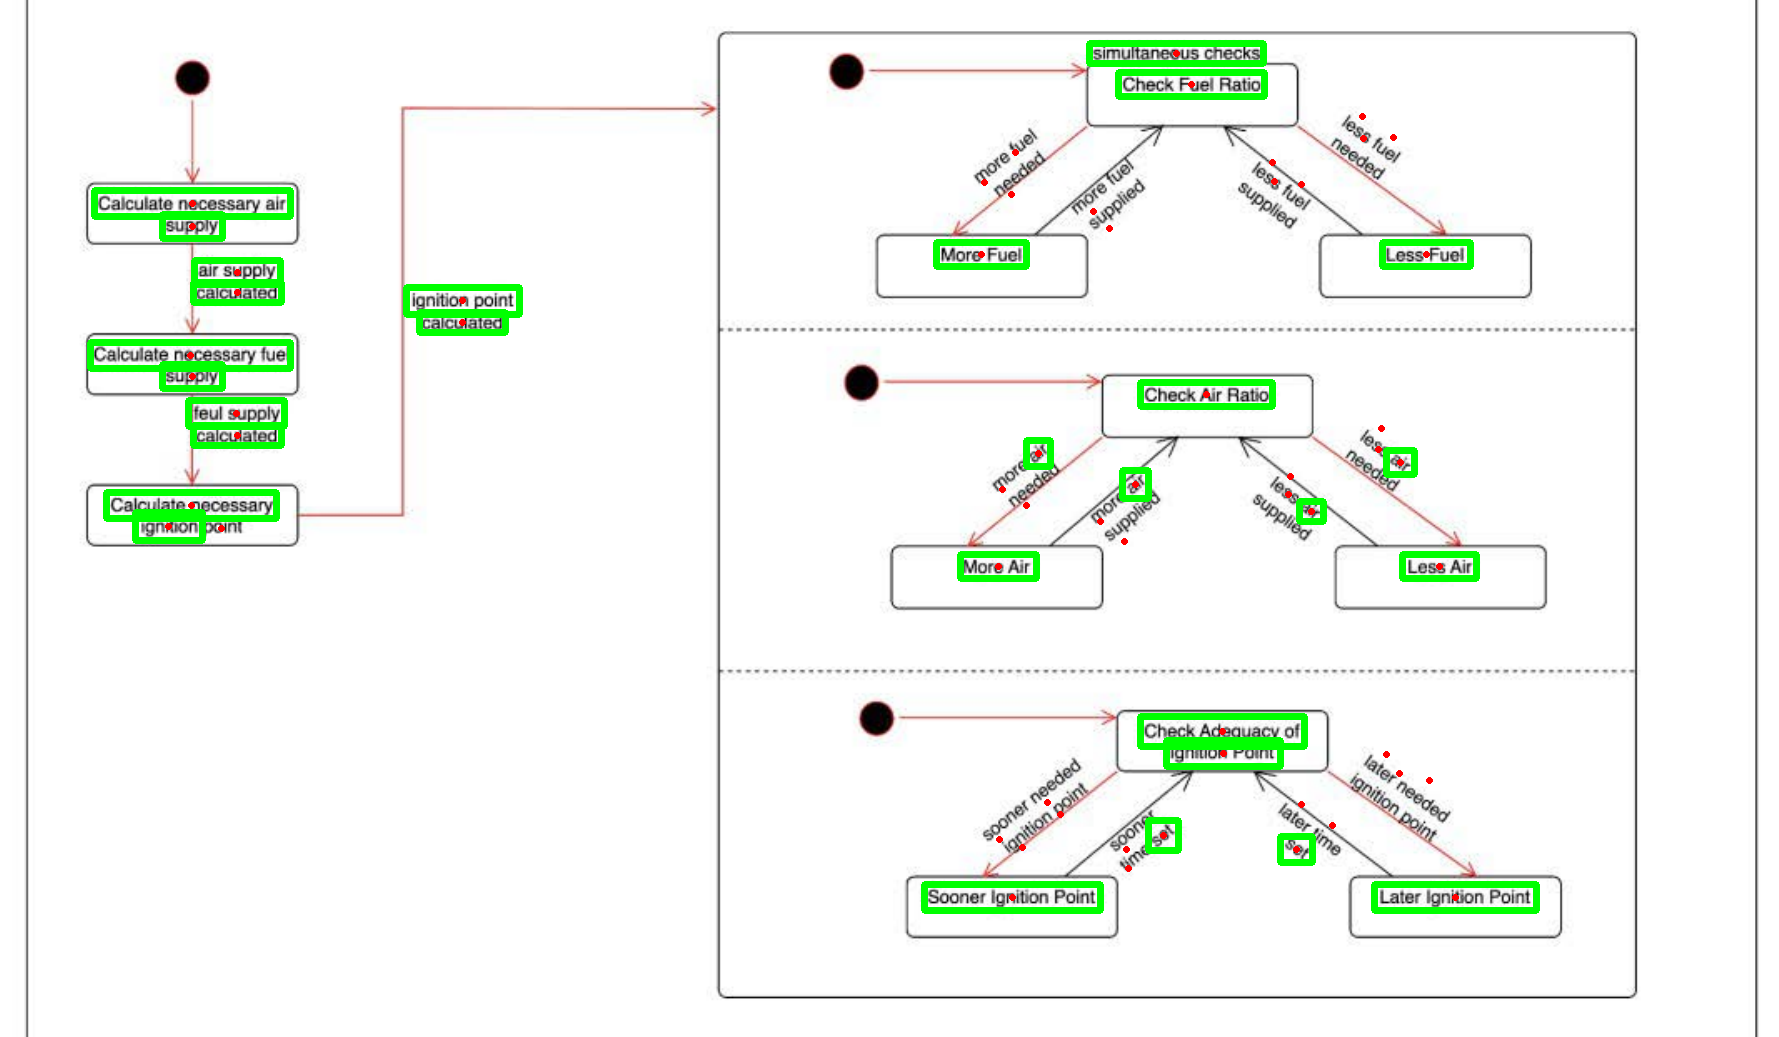 Calculate necessary air
supply
air supply
calculated
Calculate necessary fuel
supply
feul supply
calculated
Calculate necessary
ignition point
ignition point
calculated
simultaneous checks
Check Fuel Ratio
more fuel
needed
more fuel
supplied
less fuel
supplied
less fuel
needed
More Fuel
Less Fuel
Check Air Ratio
more air
needed
more air
supplied
less air
supplied
less air
needed
More Air
Less Air
Check Adequacy of
Ignition Point
sooner needed
ignition point
sooner
time set
later time
set
later needed
ignition point
Sooner Ignition Point
Later Ignition Point